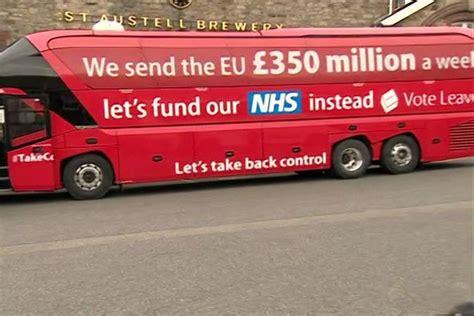 ST AUSTELL BREWERY
We send the EU £350 million a week
let's fund our NHS instead Vote Leave
Let's take back control
#TakeCo